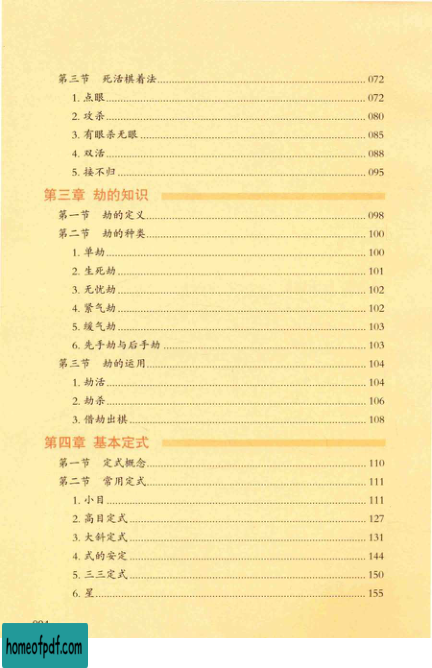 第三节 死活棋着法 072
1. 点眼 072
2. 攻杀 080
3. 有眼杀无眼 085
4. 双活 088
5. 接不归 095
第三章 劫的知识
第一节 劫的定义 098
第二节 劫的种类 100
1. 单劫 100
2. 生死劫 101
3. 无忧劫 102
4. 紧气劫 102
5. 缓气劫 103
6. 先手劫与后手劫 103
第三节 劫的运用 104
1. 劫活 104
2. 劫杀 106
3. 借劫出棋 108
第四章 基本定式
第一节 定式概念 110
第二节 常用定式 111
1. 小目 111
2. 高目定式 127
3. 大斜定式 131
4. 式的安定 144
5. 三三定式 150
6. 星 155
homeofpdf.com